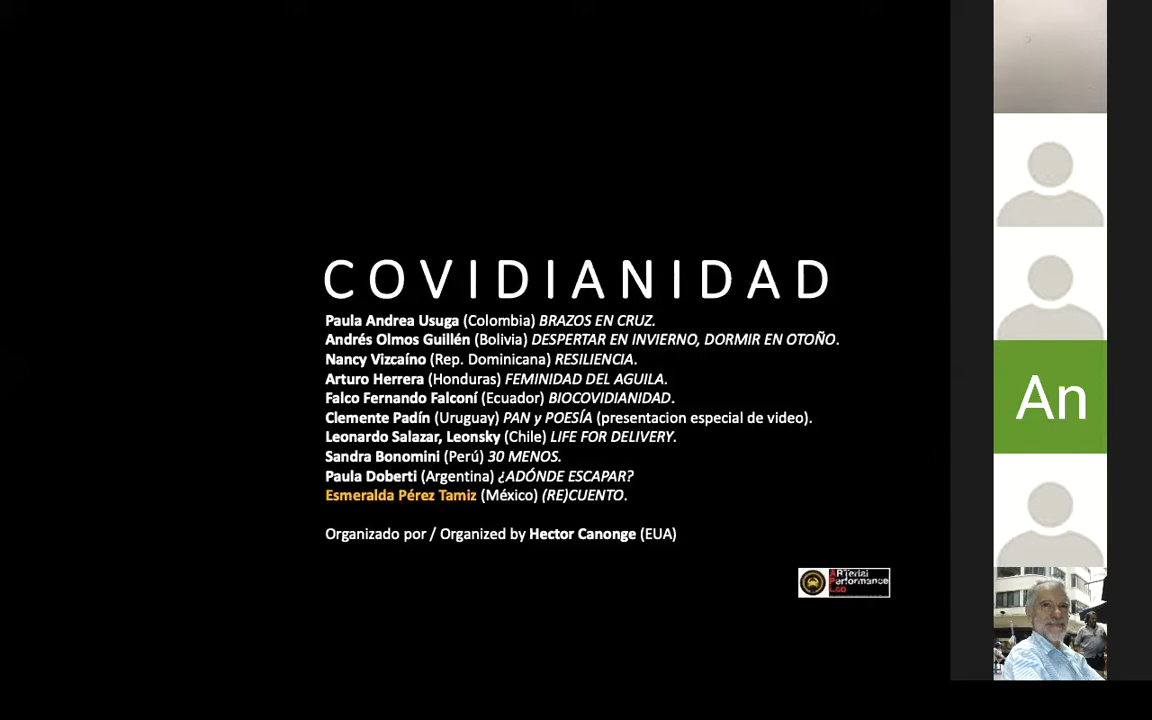 COVIDIANIDAD
Paula Andrea Usuga (Colombia) BRAZOS EN CRUZ.
Andrés Olmos Guillén (Bolivia) DESPERTAR EN INVIERNO, DORMIR EN OTOÑO.
Nancy Vizcaíno (Rep. Dominicana) RESILIENCIA.
Arturo Herrera (Honduras) FEMINIDAD DEL AGUILA.
Falco Fernando Falconí (Ecuador) BIOCOVIDIANIDAD.
Clemente Padín (Uruguay) PAN y POESÍA (presentacion especial de video).
Leonardo Salazar, Leonsky (Chile) LIFE FOR DELIVERY.
Sandra Bonomini (Perú) 30 MENOS.
Paula Doberti (Argentina) ¿ADÓNDE ESCAPAR?
Esmeralda Pérez Tamiz (México) (RE)CUENTO.
Organizado por / Organized by Hector Canonge (EUA)
ARTerial
Performance
Lab
An